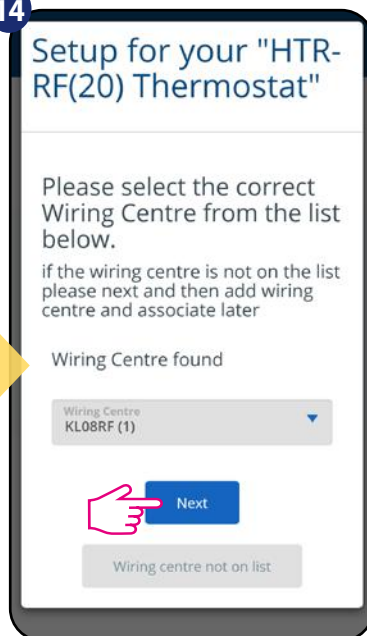 14
Setup for your "HTR-
RF(20) Thermostat"
Please select the correct
Wiring Centre from the list
below.
if the wiring centre is not on the list
please next and then add wiring
centre and associate later
Wiring Centre found
Wiring Centre
KL08RF (1)
Next
Wiring centre not on list